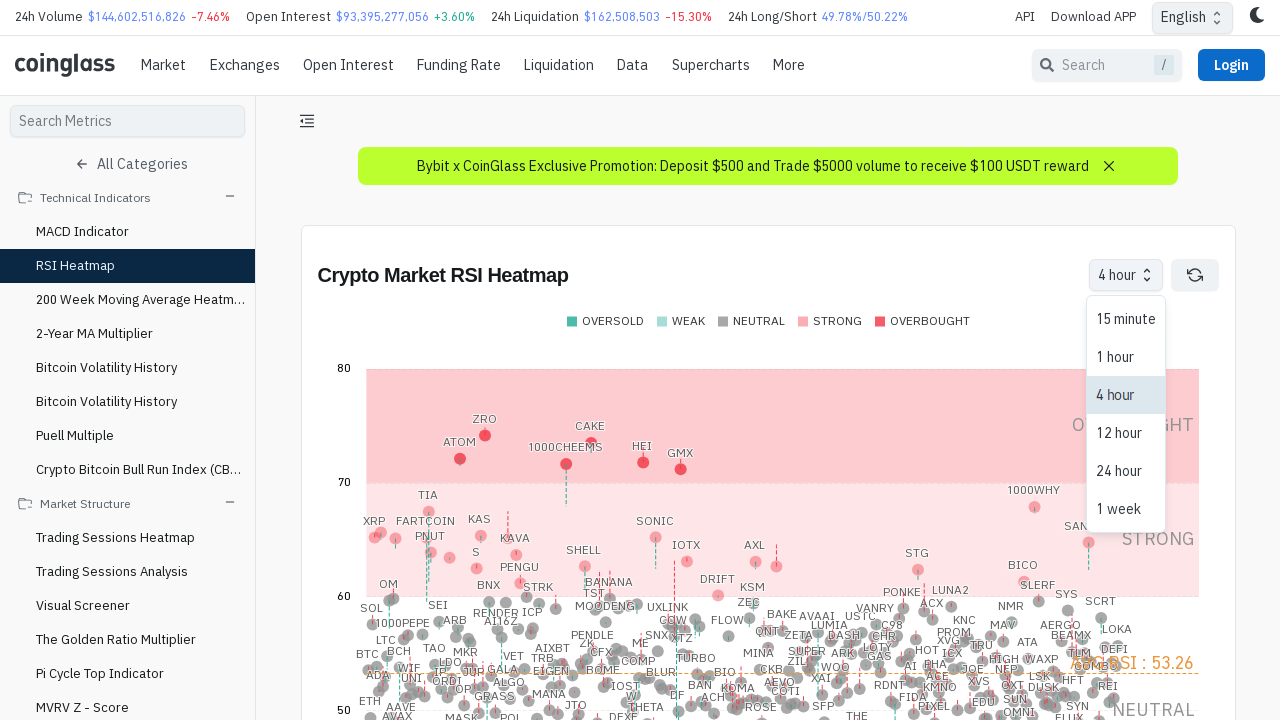 24h Volume $144,602,516,826 -7.46% Open Interest $93,395,277,056 +3.60% 24h Liquidation $162,508,503 -15.30% 24h Long/Short 49.78%/50.22% API Download APP English
coinglass Market Exchanges Open Interest Funding Rate Liquidation Data Supercharts More Search / Login
Search Metrics
All Categories
Technical Indicators
MACD Indicator
RSI Heatmap
200 Week Moving Average Heatm...
2-Year MA Multiplier
Bitcoin Volatility History
Bitcoin Volatility History
Puell Multiple
Crypto Bitcoin Bull Run Index (CB...
Market Structure
Trading Sessions Heatmap
Trading Sessions Analysis
Visual Screener
The Golden Ratio Multiplier
Pi Cycle Top Indicator
MVRV Z - Score
Bybit x CoinGlass Exclusive Promotion: Deposit $500 and Trade $5000 volume to receive $100 USDT reward
Crypto Market RSI Heatmap
4 hour
15 minute
1 hour
4 hour
12 hour
24 hour
1 week
OVERSOLD WEAK NEUTRAL STRONG OVERBOUGHT
80
ZRO
CAKE
ATOM
1000CHEEMS
HEI
GMX
70
TIA
1000WHY
XRP
FARTCOIN
KAS
SONIC
PNUT
KAVA
STRONG
S
SHELL
IOTX
AXL
STG
PENGU
BICO
OM
BNX
STRK
BANANA
DRIFT
KSM
PONKE
LUNA2
SLERF
60
TST
SYS
SOL
SEI
MOODENG
UXLINK
ZEC
VANRY
ACX
NMR
SCRT
1000PEPE
ARB
RENDER
ICP
AI16Z
COW
FLOW
BAKE
AVAAI
USTC
KNC
MAV
AERGO
LOKA
LTC
PENDLE
SNX
XTZ
QNT
ZETA
LUMIA
DASH
C98
CHR
PROM
BEAMX
BTC
BCH
TAO
MKR
VET
AIXBT
TRB
ZK
CFX
ME
COMP
TURBO
MINA
SUPER
ZIL
ARK
LQTY
GAS
HOT
XVG
ICX
TRU
ATA
WAXP
TLM
DEFI
AVG RSI : 53.26
ADA
WIF
UNI
LDO
GALA
ALGO
EIGEN
BOME
BLUR
BIO
CKB
WOO
XAI
AI
PHA
ACE
JOE
HIGH
NFP
LSK
HFT
ETH
AAVE
AVAX
GRASS
MANA
JTO
IOST
THETA
BAN
KOMA
AEVO
COTI
RDNT
FIDA
KMNO
XVS
CXT
DUSK
REI
MASK
POL
DEXE
DF
ROSE
SFP
THE
PIXEL
EDU
SUN
OMNI
SYN
50
NEUTRAL